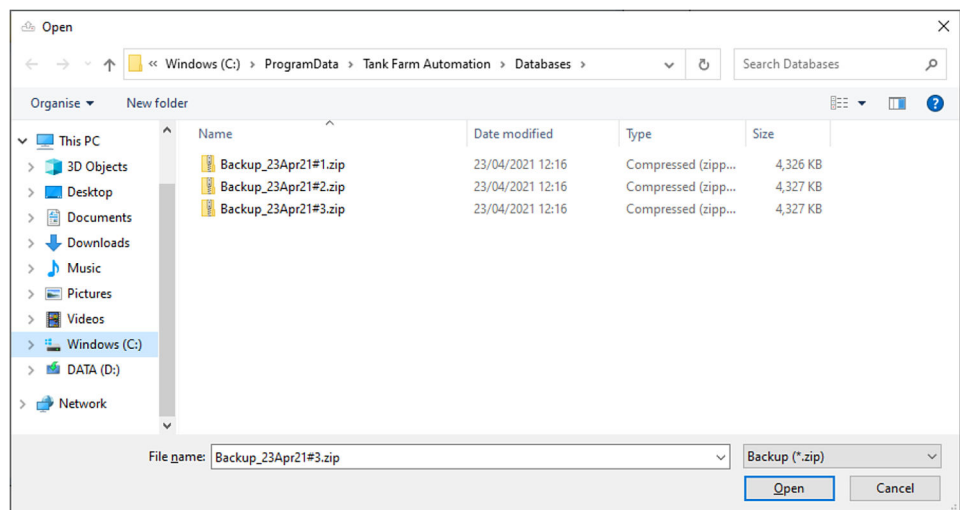 Open
« Windows (C:) > ProgramData > Tank Farm Automation > Databases >
Search Databases
Organise
New folder
This PC
3D Objects
Desktop
Documents
Downloads
Music
Pictures
Videos
Windows (C:)
DATA (D:)
Network
Name Date modified Type Size
Backup_23Apr21#1.zip 23/04/2021 12:16 Compressed (zipp... 4,326 KB
Backup_23Apr21#2.zip 23/04/2021 12:16 Compressed (zipp... 4,327 KB
Backup_23Apr21#3.zip 23/04/2021 12:16 Compressed (zipp... 4,327 KB
File name: Backup_23Apr21#3.zip
Backup (*.zip)
Open Cancel